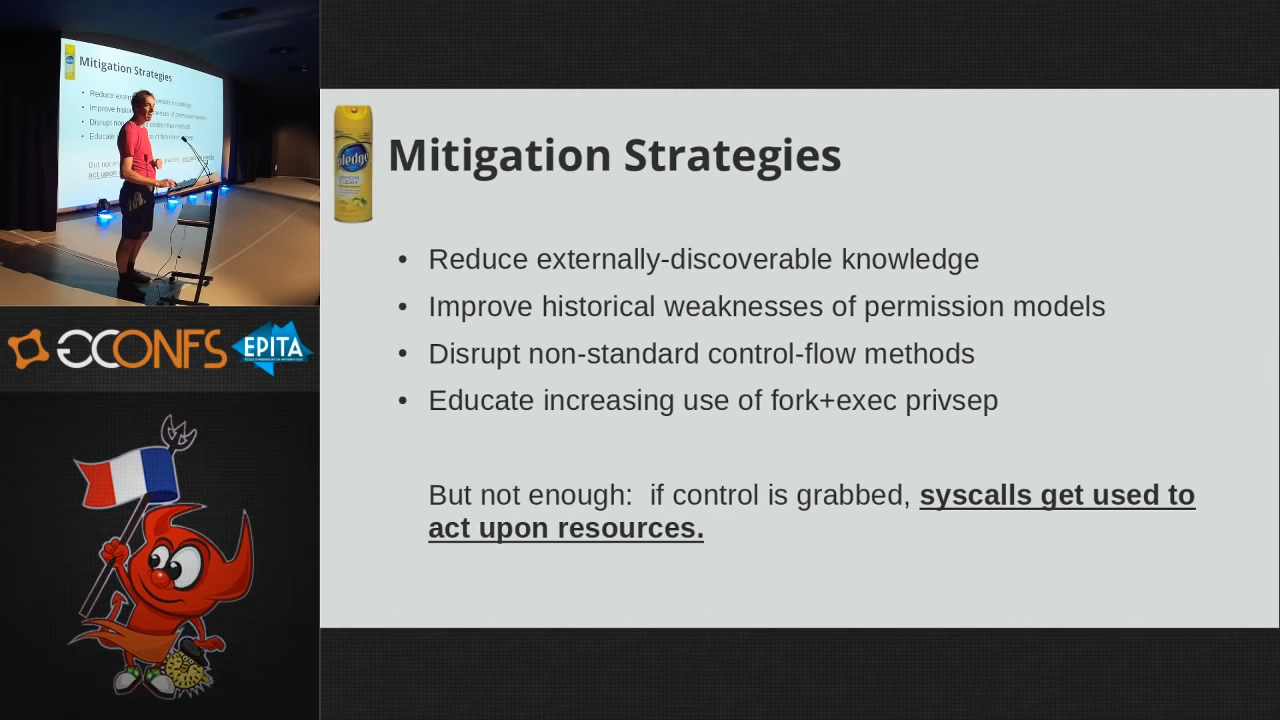 Mitigation Strategies
• Reduce externally-discoverable knowledge
• Improve historical weaknesses of permission models
• Disrupt non-standard control-flow methods
• Educate increasing use of fork+exec privsep
But not enough:  if control is grabbed, syscalls get used to
act upon resources.
pledge
Mitigation Strategies
CONFS
EPITA